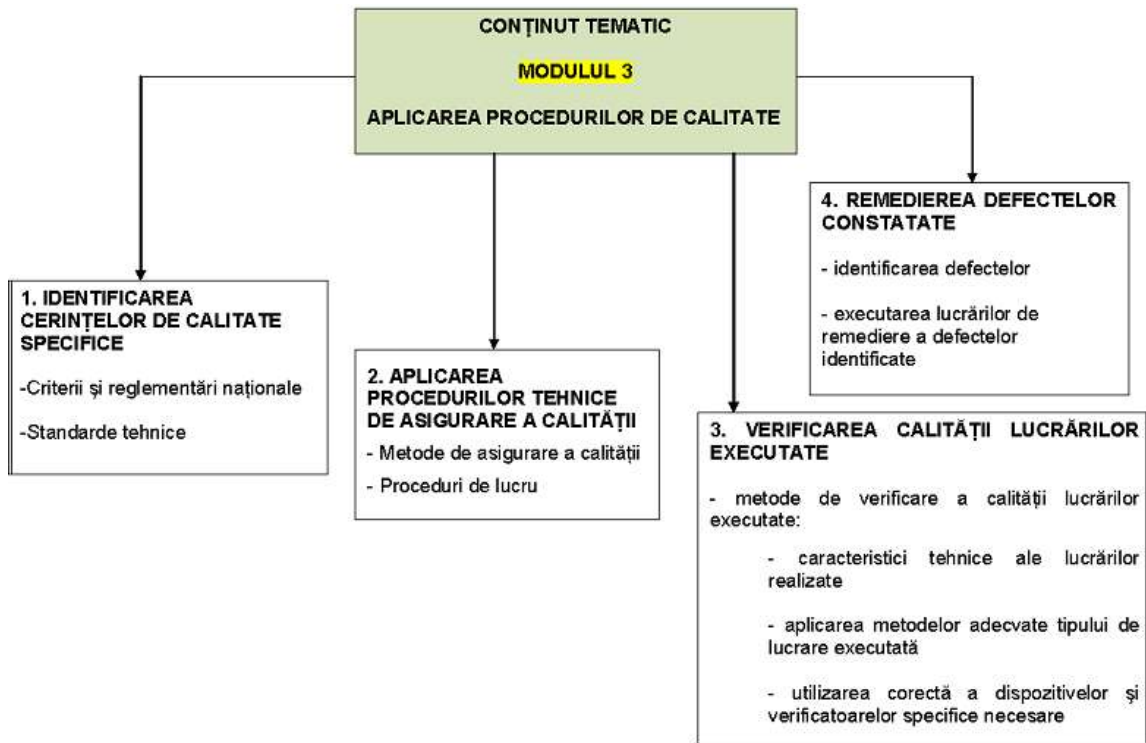 CONȚINUT TEMATIC
MODULUL 3
APLICAREA PROCEDURILOR DE CALITATE
1. IDENTIFICAREA
CERINȚELOR DE CALITATE
SPECIFICE
-Criterii și reglementări naționale
-Standarde tehnice
2. APLICAREA
PROCEDURILOR TEHNICE
DE ASIGURARE A CALITĂȚII
- Metode de asigurare a calității
- Proceduri de lucru
3. VERIFICAREA CALITĂȚII LUCRĂRILOR
EXECUTATE
- metode de verificare a calității lucrărilor
executate:
- caracteristici tehnice ale lucrărilor
realizate
- aplicarea metodelor adecvate tipului de
lucrare executată
- utilizarea corectă a dispozitivelor și
verificatoarelor specifice necesare
4. REMEDIEREA DEFECTELOR
CONSTATATE
- identificarea defectelor
- executarea lucrărilor de
remediere a defectelor
identificate